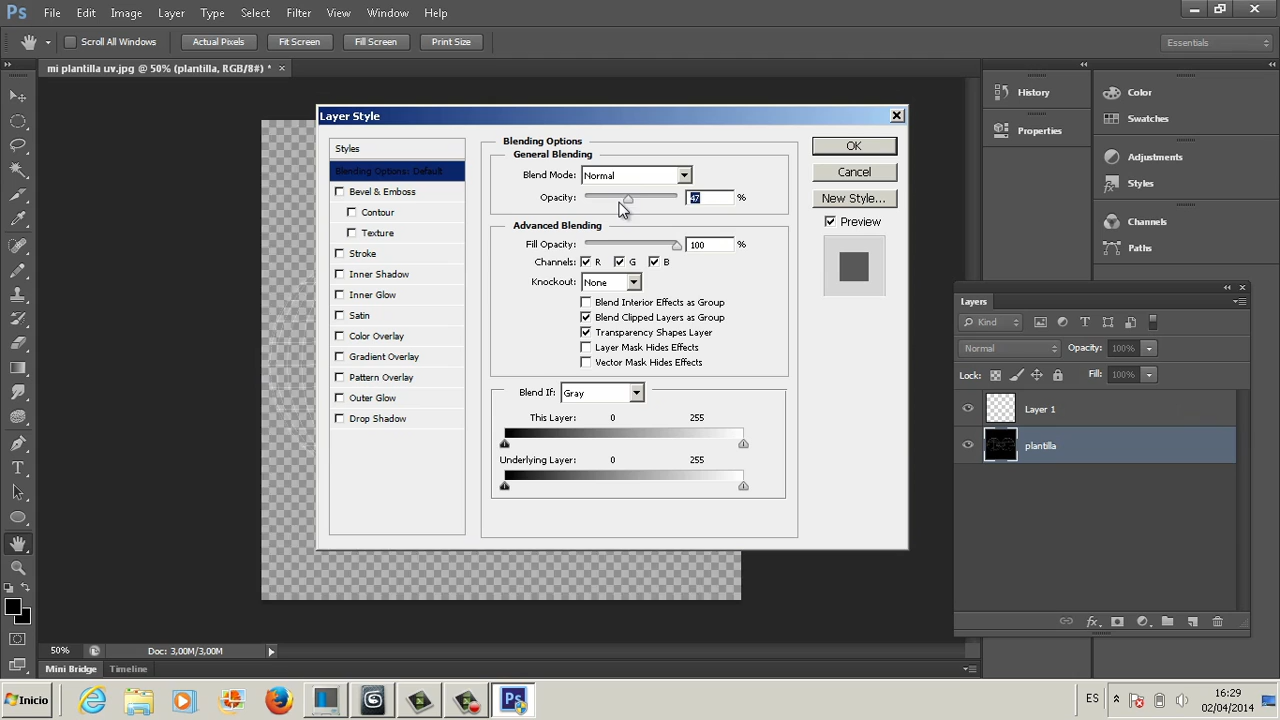 Ps File Edit Image Layer Type Select Filter View Window Help
Scroll All Windows Actual Pixels Fit Screen Fill Screen Print Size Essentials
mi plantilla uv.jpg @ 50% (plantilla, RGB/8#) * ×
History
Properties
Color
Swatches
Adjustments
Styles
Channels
Paths
Layer Style
Styles
Blending Options: Default
Bevel & Emboss
Contour
Texture
Stroke
Inner Shadow
Inner Glow
Satin
Color Overlay
Gradient Overlay
Pattern Overlay
Outer Glow
Drop Shadow
Blending Options
General Blending
Blend Mode: Normal
Opacity: 47 %
Advanced Blending
Fill Opacity: 100 %
Channels: R G B
Knockout: None
Blend Interior Effects as Group
Blend Clipped Layers as Group
Transparency Shapes Layer
Layer Mask Hides Effects
Vector Mask Hides Effects
Blend If: Gray
This Layer: 0 255
Underlying Layer: 0 255
OK
Cancel
New Style...
Preview
Layers
Kind
Normal Opacity: 100%
Lock: Fill: 100%
Layer 1
plantilla
fx
50% Doc: 3,00M/3,00M
Mini Bridge Timeline
Inicio
Ps
ES
16:29
02/04/2014